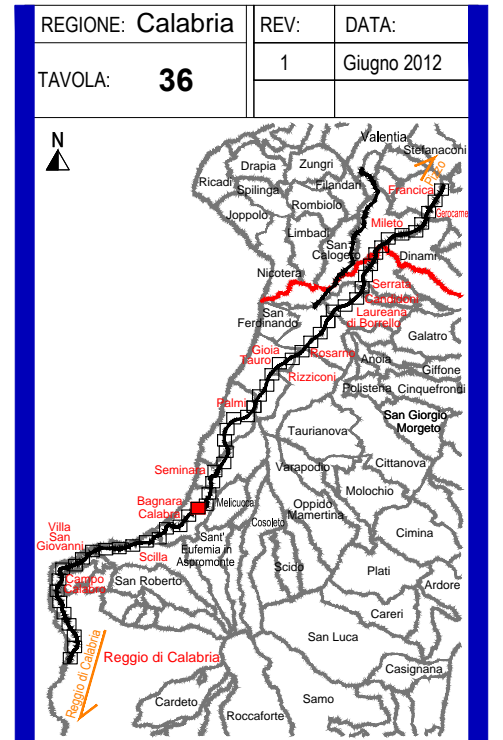 REGIONE: Calabria
REV:
DATA:
TAVOLA: 36
1
Giugno 2012
N
Valentia
Stefanaconi
Drapia
Zungri
Pizzo
Ricadi
Spilinga
Filandari
Francica
Rombiolo
Joppolo
Gerocarne
Mileto
Limbadi
San
Calogero
Dinami
Nicotera
Serrata
Candidoni
San
Ferdinando
Laureana
di Borrello
Galatro
Gioia
Tauro
Rosarno
Anoia
Giffone
Rizziconi
Polistena
Cinquefrondi
Palmi
San Giorgio
Morgeto
Taurianova
Seminara
Varapodio
Cittanova
Molochio
Bagnara
Calabra
Melicucca
Oppido
Mamertina
Cosoleto
Villa
San
Giovanni
Sant'
Eufemia in
Aspromonte
Cimina
Scilla
Scido
Plati
Campo
Calabro
San Roberto
Ardore
Careri
San Luca
Reggio di Calabria
Reggio di Calabria
Casignana
Cardeto
Samo
Roccaforte